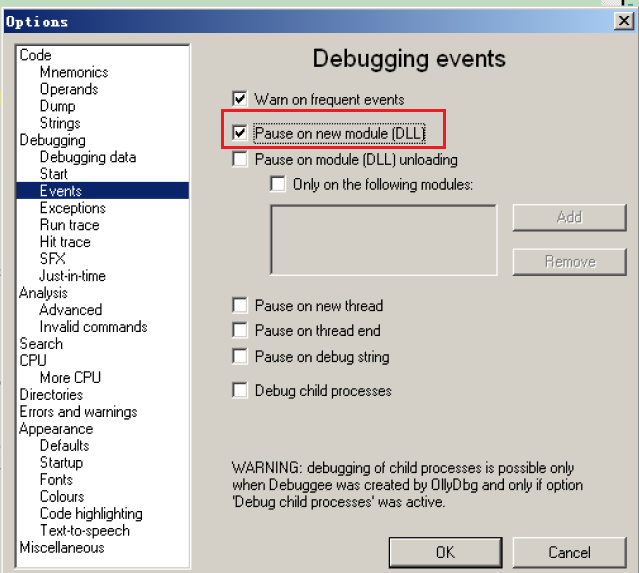 Options
Code
Mnemonics
Operands
Dump
Strings
Debugging
Debugging data
Start
Events
Exceptions
Run trace
Hit trace
SFX
Just-in-time
Analysis
Advanced
Invalid commands
Search
CPU
More CPU
Directories
Errors and warnings
Appearance
Defaults
Startup
Fonts
Colours
Code highlighting
Text-to-speech
Miscellaneous
Debugging events
Warn on frequent events
Pause on new module (DLL)
Pause on module (DLL) unloading
Only on the following modules:
Add
Remove
Pause on new thread
Pause on thread end
Pause on debug string
Debug child processes
WARNING: debugging of child processes is possible only
when Debuggee was created by OllyDbg and only if option
'Debug child processes' was active.
OK
Cancel